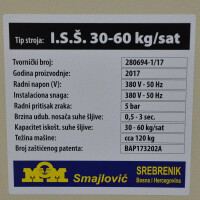 Tip stroja: I.S.Š. 30-60 kg/sat
Tvornički broj: 280694-1/17
Godina proizvodnje: 2017
Radni napon (V): 380 V - 50 Hz
Instalaciona snaga: 380 V - 50 Hz
Radni pritisak zraka: 5 bar
Brzina udub. nosača suhe šljive: 0,5 - 3 sec.
Kapacitet iskošt. suhe šljive: 30 - 60 kg/sat
Težina mašine: cca 120 kg
Broj zaštićenog patenta: BAP173202A
MM Smajlović SREBRENIK
Bosna i Hercegovina